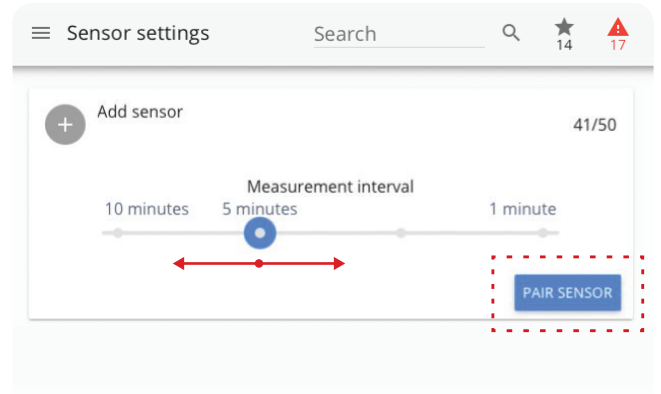 Sensor settings Search
14 17
Add sensor
41/50
Measurement interval
10 minutes 5 minutes 1 minute
PAIR SENSOR